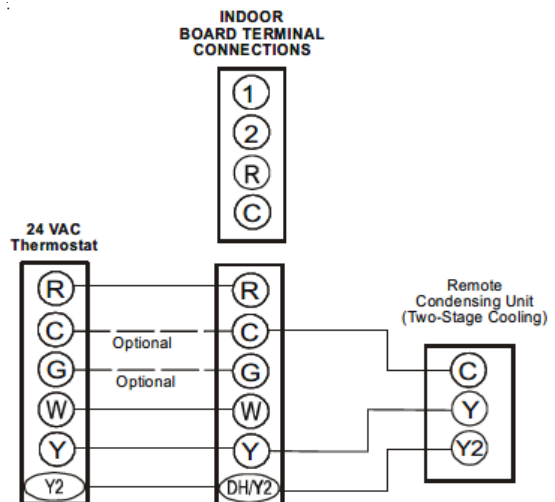 INDOOR
BOARD TERMINAL
CONNECTIONS
1
2
R
C
24 VAC
Thermostat
R
C
G
W
Y
Y2
Optional
Optional
R
C
G
W
Y
DH/Y2
Remote
Condensing Unit
(Two-Stage Cooling)
C
Y
Y2